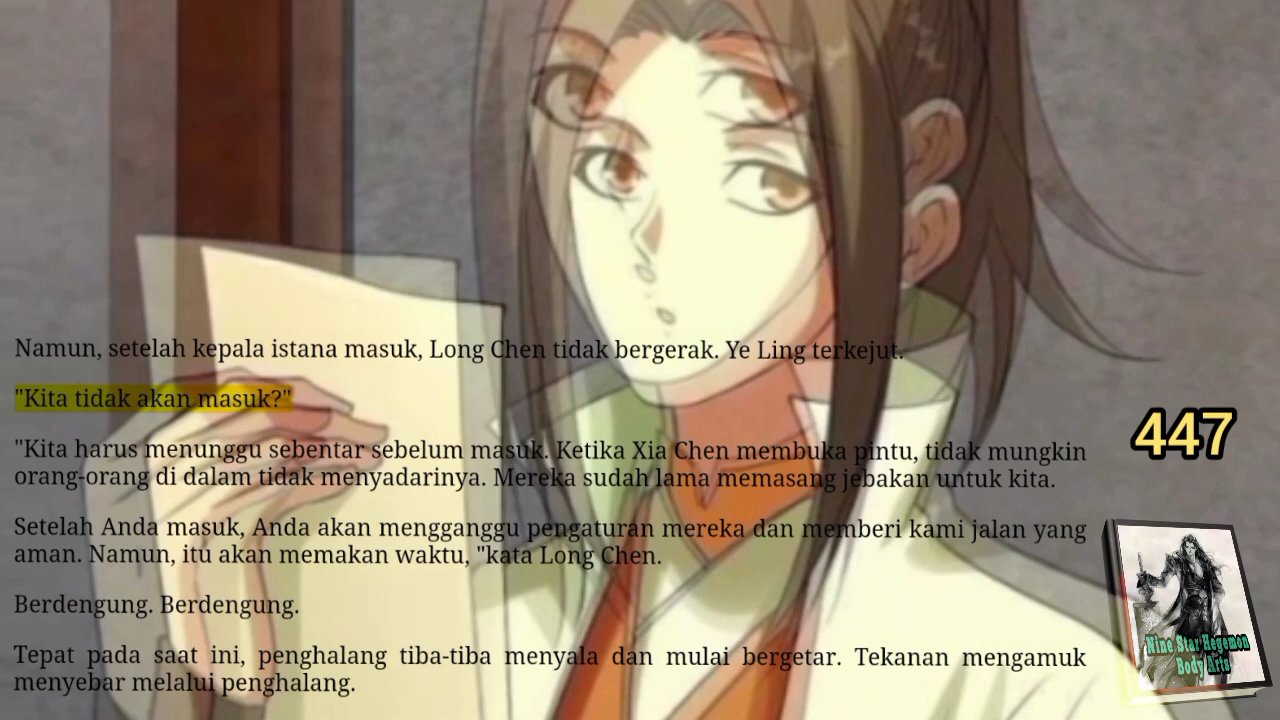 Namun, setelah kepala istana masuk, Long Chen tidak bergerak. Ye Ling terkejut.
"Kita tidak akan masuk?"
"Kita harus menunggu sebentar sebelum masuk. Ketika Xia Chen membuka pintu, tidak mungkin
orang-orang di dalam tidak menyadarinya. Mereka sudah lama memasang jebakan untuk kita.
Setelah Anda masuk, Anda akan mengganggu pengaturan mereka dan memberi kami jalan yang
aman. Namun, itu akan memakan waktu, "kata Long Chen.
Berdengung. Berdengung.
Tepat pada saat ini, penghalang tiba-tiba menyala dan mulai bergetar. Tekanan mengamuk
menyebar melalui penghalang.
447
Nine Star Hegemon
Body Arts